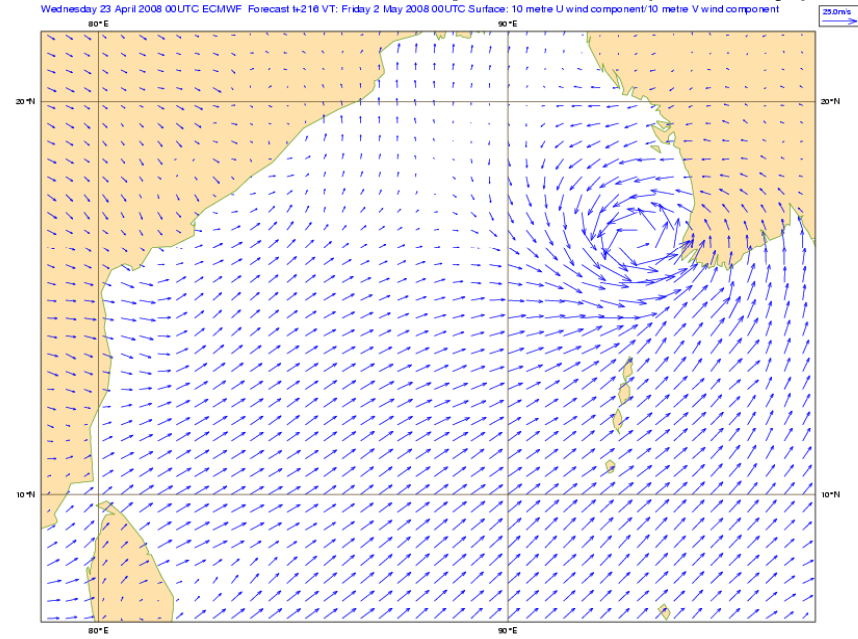 Wednesday 23 April 2008 00UTC ECMWF Forecast t+216 VT: Friday 2 May 2008 00UTC Surface: 10 metre U wind component/10 metre V wind component
25.0m/s
80°E 90°E
20°N 20°N
10°N 10°N
80°E 90°E